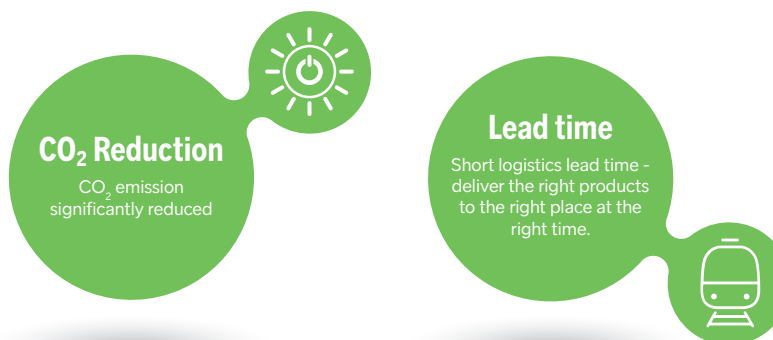 CO₂ Reduction
CO₂ emission
significantly reduced
Lead time
Short logistics lead time -
deliver the right products
to the right place at the
right time.